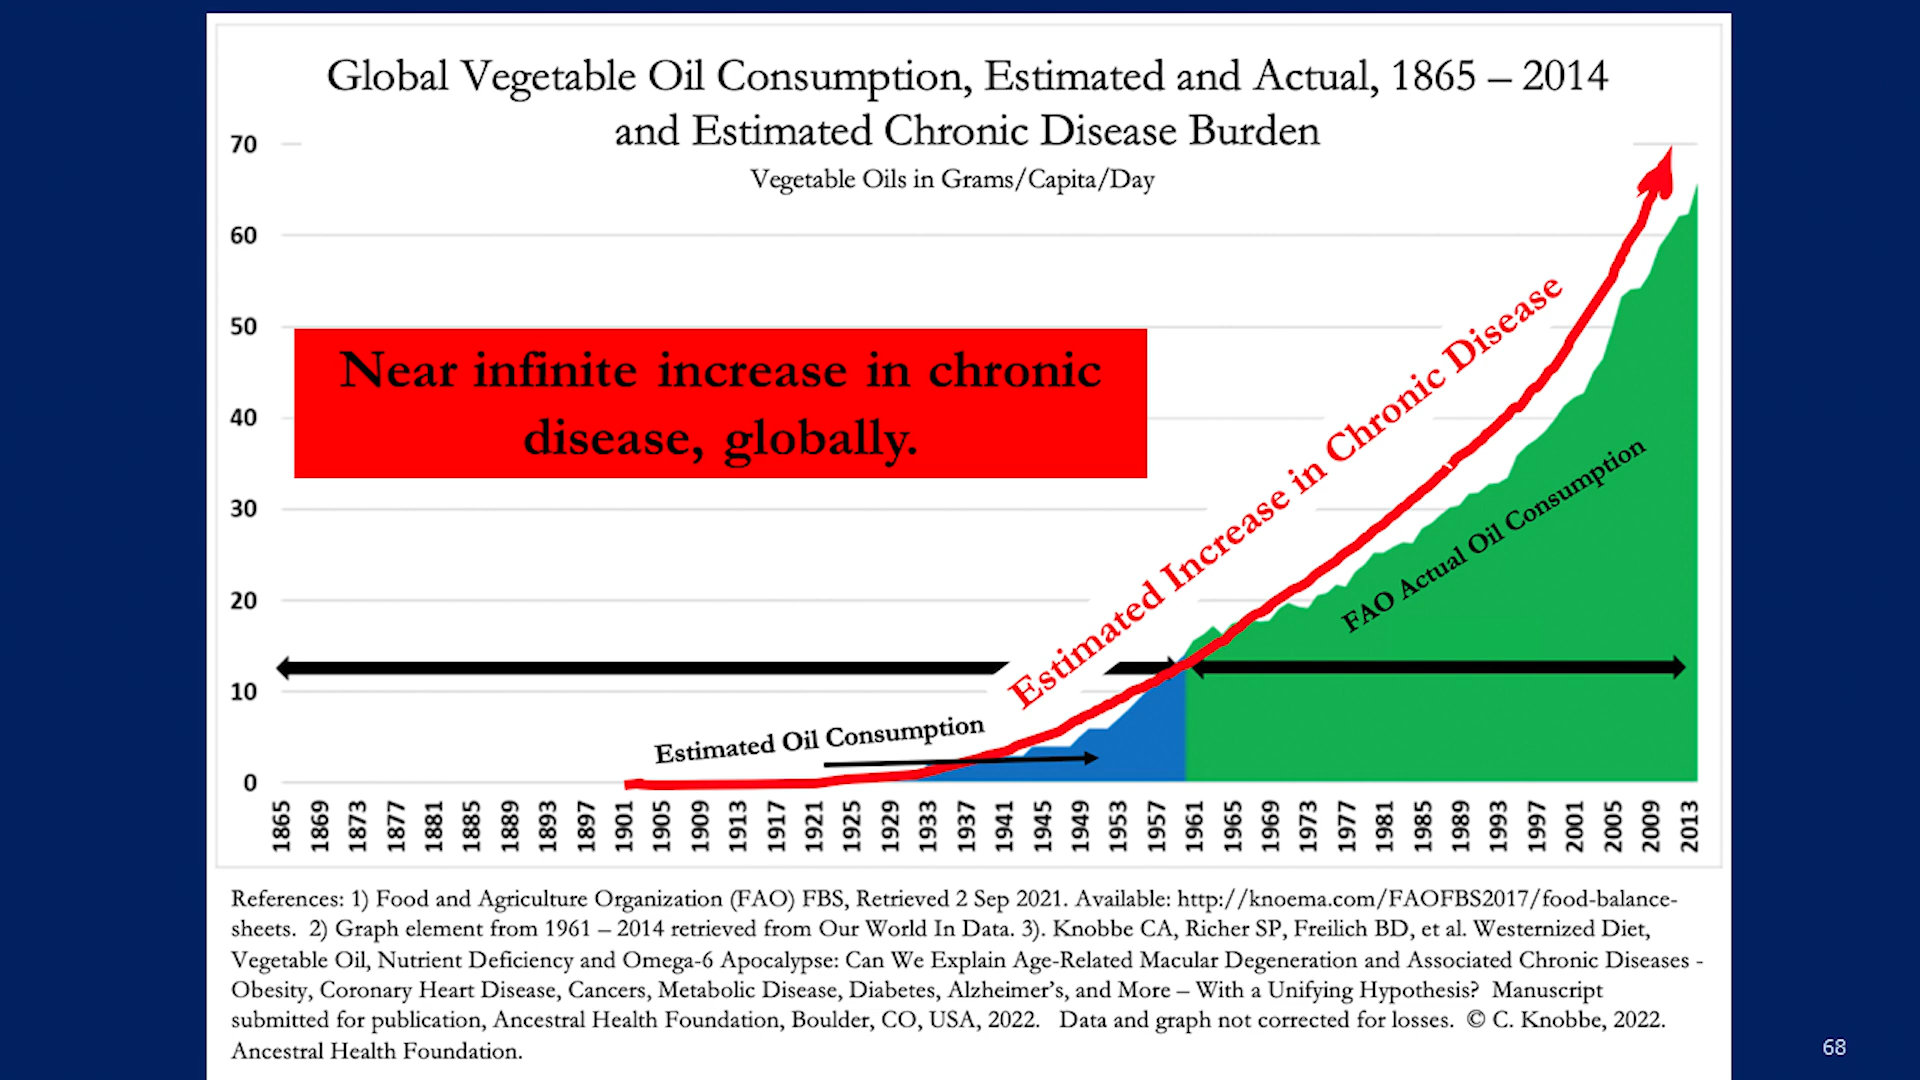 Global Vegetable Oil Consumption, Estimated and Actual, 1865 – 2014
and Estimated Chronic Disease Burden
Vegetable Oils in Grams/Capita/Day
70
60
50
40
30
20
10
0
Near infinite increase in chronic
disease, globally.
Estimated Increase in Chronic Disease
FAO Actual Oil Consumption
Estimated Oil Consumption
1865 1869 1873 1877 1881 1885 1889 1893 1897 1901 1905 1909 1913 1917 1921 1925 1929 1933 1937 1941 1945 1949 1953 1957 1961 1965 1969 1973 1977 1981 1985 1989 1993 1997 2001 2005 2009 2013
References: 1) Food and Agriculture Organization (FAO) FBS, Retrieved 2 Sep 2021. Available: http://knoema.com/FAOFBS2017/food-balance-
sheets.  2) Graph element from 1961 – 2014 retrieved from Our World In Data. 3). Knobbe CA, Richer SP, Freilich BD, et al. Westernized Diet,
Vegetable Oil, Nutrient Deficiency and Omega-6 Apocalypse: Can We Explain Age-Related Macular Degeneration and Associated Chronic Diseases -
Obesity, Coronary Heart Disease, Cancers, Metabolic Disease, Diabetes, Alzheimer's, and More – With a Unifying Hypothesis?  Manuscript
submitted for publication, Ancestral Health Foundation, Boulder, CO, USA, 2022.   Data and graph not corrected for losses.  © C. Knobbe, 2022.
Ancestral Health Foundation.
68